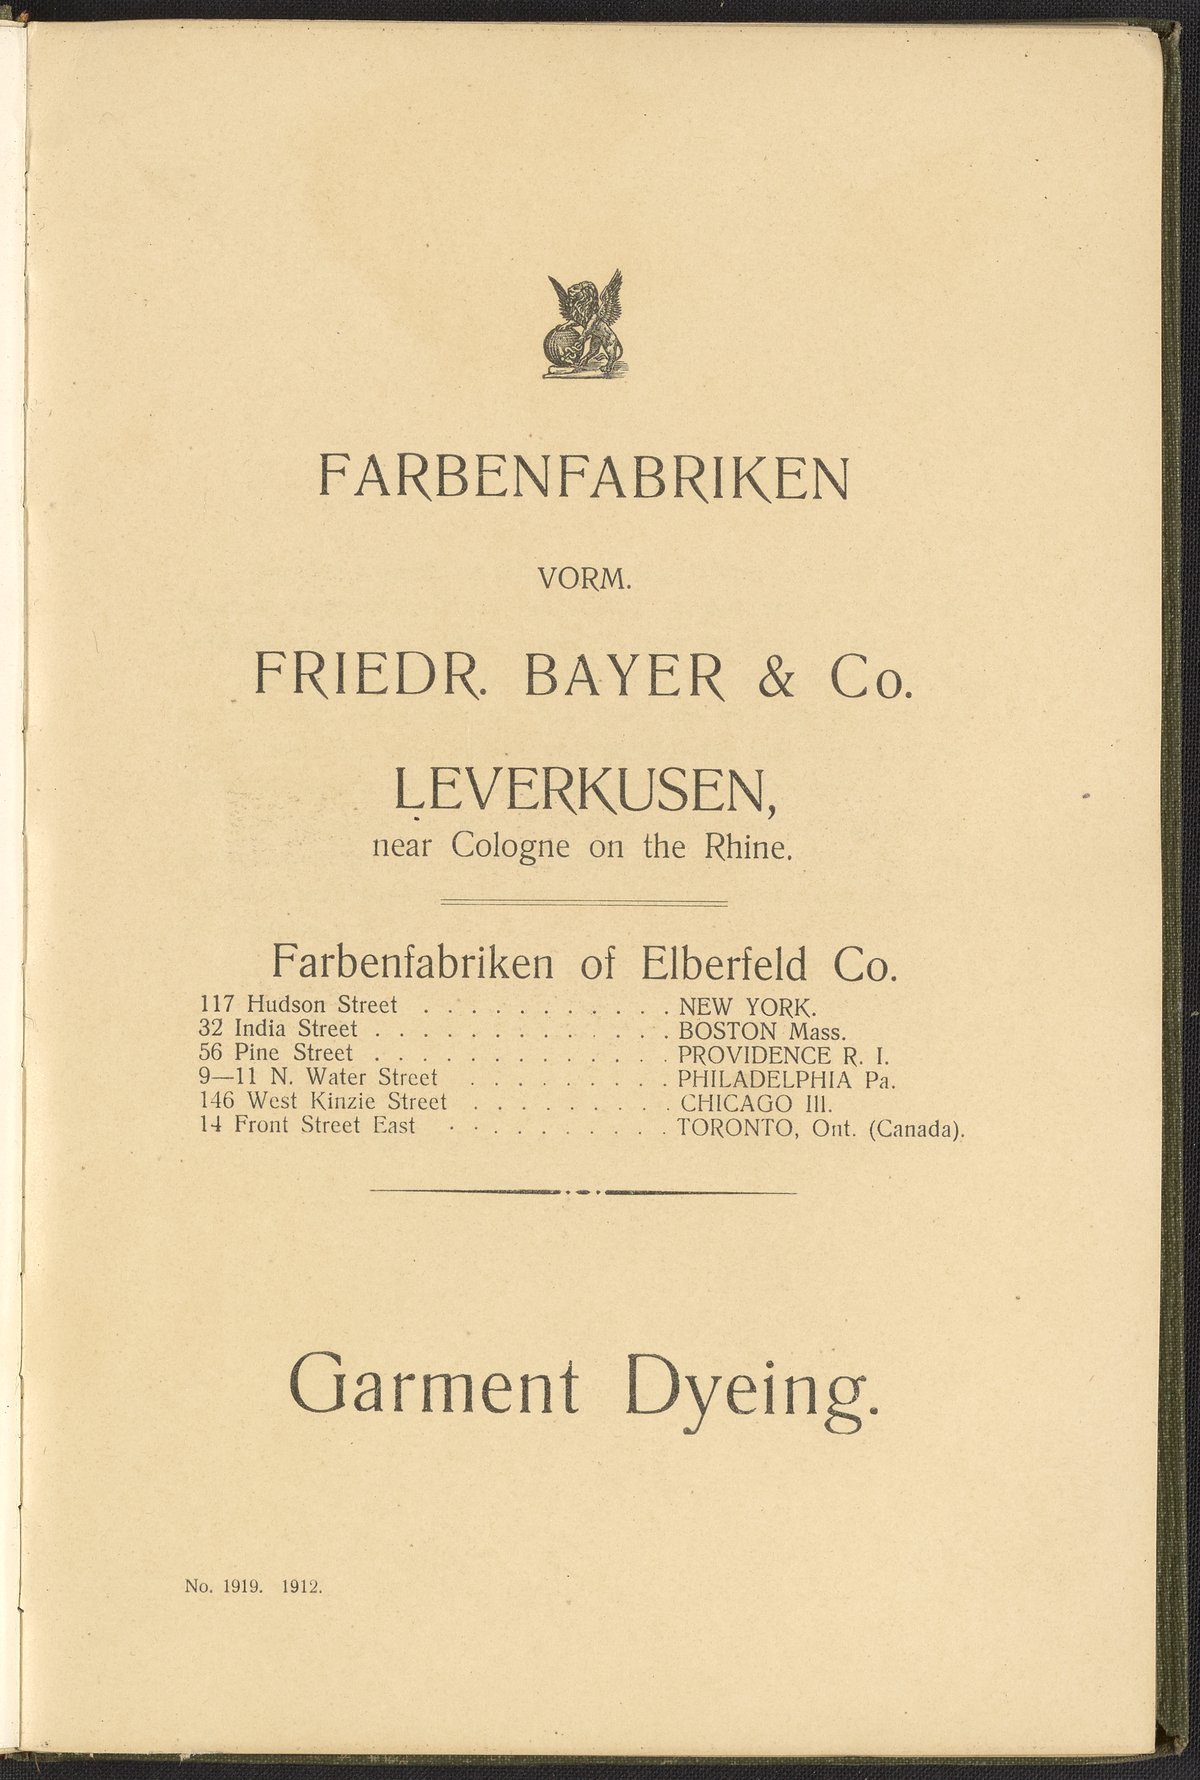 FARBENFABRIKEN
VORM.
FRIEDR. BAYER & Co.
LEVERKUSEN,
near Cologne on the Rhine.
Farbenfabriken of Elberfeld Co.
117 Hudson Street . . . . . . . . . . . NEW YORK.
32 India Street . . . . . . . . . . . . . BOSTON Mass.
56 Pine Street . . . . . . . . . . . . . PROVIDENCE R. I.
9—11 N. Water Street . . . . . . . . . PHILADELPHIA Pa.
146 West Kinzie Street . . . . . . . . . CHICAGO Ill.
14 Front Street East . . . . . . . . . . TORONTO, Ont. (Canada).
Garment Dyeing.
No. 1919. 1912.